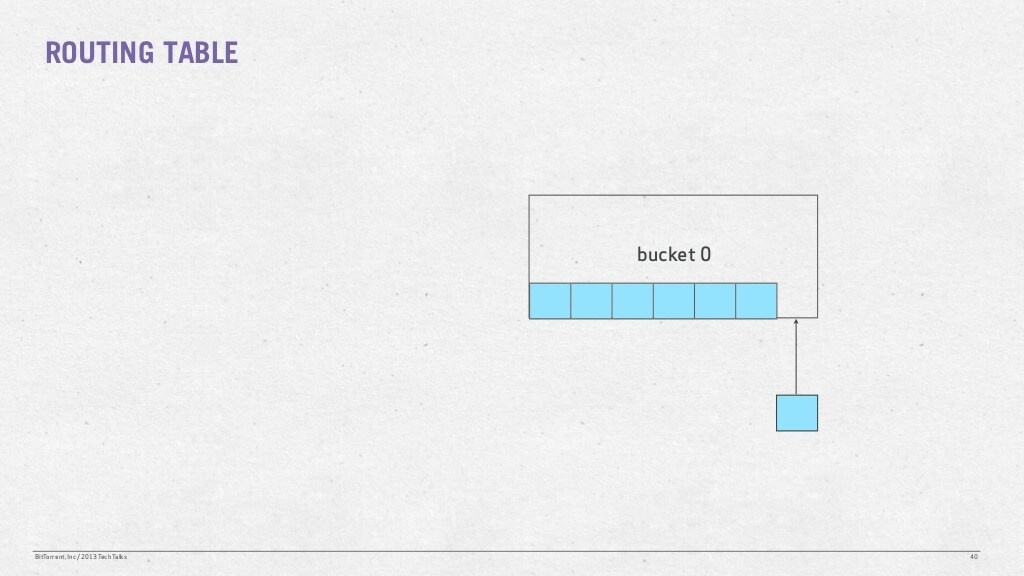 ROUTING TABLE
bucket 0
BitTorrent, Inc / 2013 Tech Talks
40